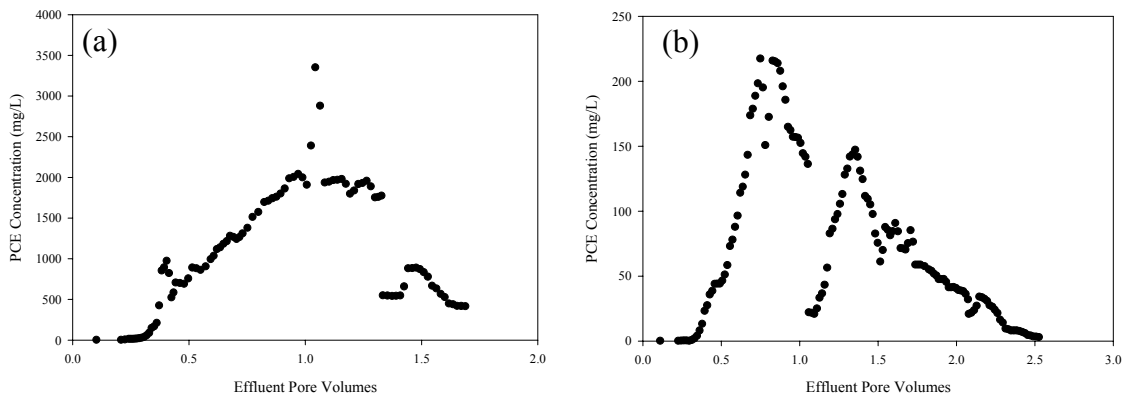 (a)
PCE Concentration (mg/L)
4000
3500
3000
2500
2000
1500
1000
500
0
0.0 0.5 1.0 1.5 2.0
Effluent Pore Volumes
(b)
PCE Concentration (mg/L)
250
200
150
100
50
0
0.0 0.5 1.0 1.5 2.0 2.5 3.0
Effluent Pore Volumes